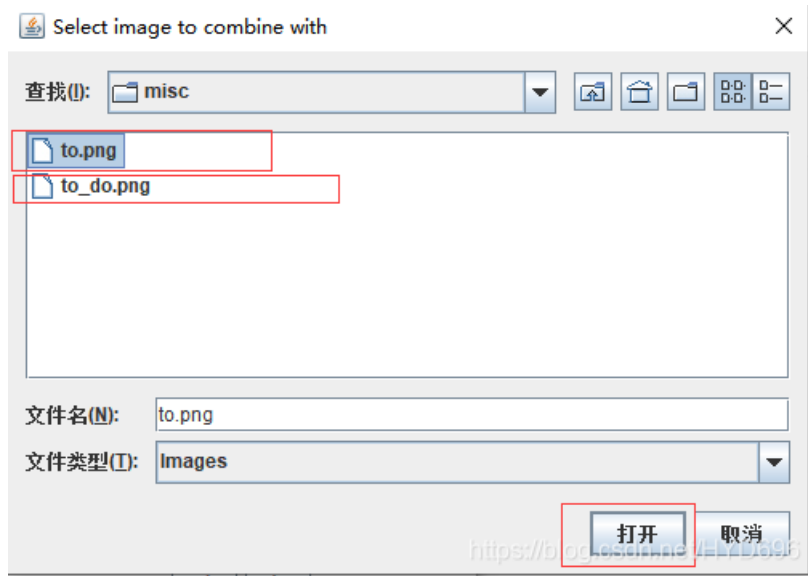 Select image to combine with
查找(I): misc
to.png
to_do.png
文件名(N): to.png
文件类型(T): Images
打开 取消
https://blog.csdn.net/HYD696